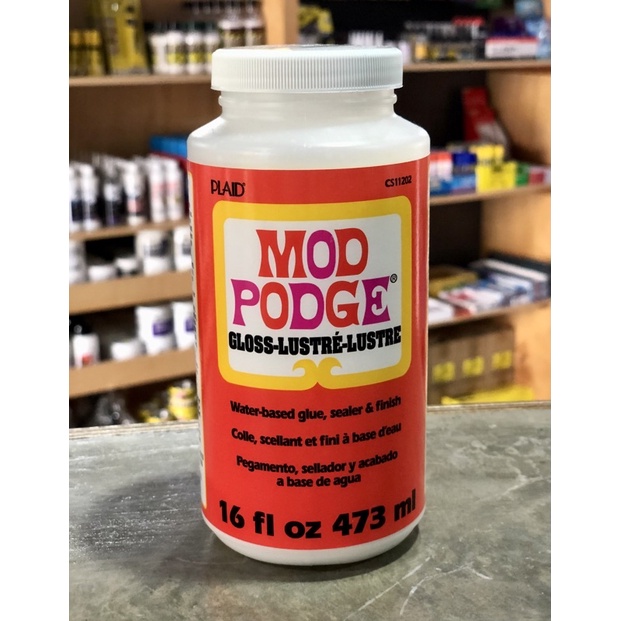 PLAID®
CS11202
MOD
PODGE®
GLOSS-LUSTRÉ-LUSTRE
Water-based glue, sealer & finish
Colle, scellant et fini à base d'eau
Pegamento, sellador y acabado
a base de agua
16 fl oz 473 ml